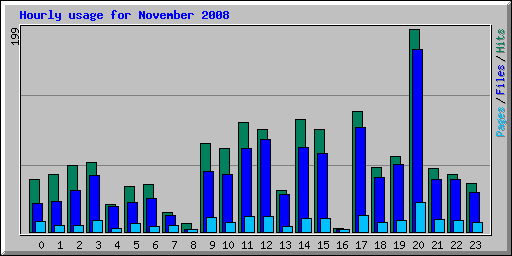 Hourly usage for November 2008
199
Pages / Files / Hits
0 1 2 3 4 5 6 7 8 9 10 11 12 13 14 15 16 17 18 19 20 21 22 23